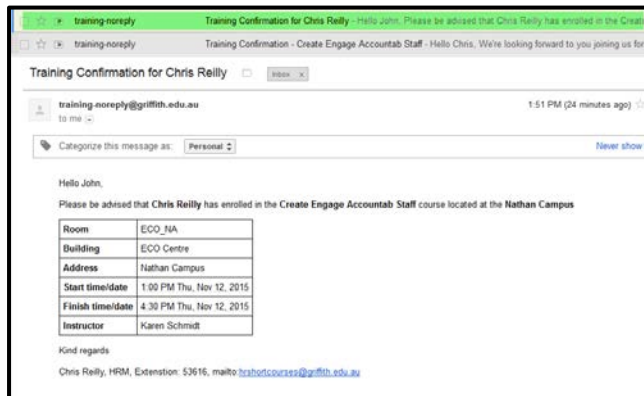 training-noreply Training Confirmation for Chris Reilly - Hello John, Please be advised that Chris Reilly has enrolled in the Creat
training-noreply Training Confirmation - Create Engage Accountab Staff - Hello Chris, We're looking forward to you joining us for
Training Confirmation for Chris Reilly Inbox x
training-noreply@griffith.edu.au 1:51 PM (24 minutes ago)
to me
Categorize this message as: Personal Never show
Hello John,
Please be advised that Chris Reilly has enrolled in the Create Engage Accountab Staff course located at the Nathan Campus
Room ECO_NA
Building ECO Centre
Address Nathan Campus
Start time/date 1:00 PM Thu, Nov 12, 2015
Finish time/date 4:30 PM Thu, Nov 12, 2015
Instructor Karen Schmidt
Kind regards
Chris Reilly, HRM, Extenstion: 53616, mailto:hrshortcourses@griffith.edu.au